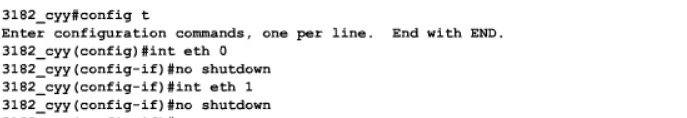 3182_cyy#config t
Enter configuration commands, one per line.  End with END.
3182_cyy(config)#int eth 0
3182_cyy(config-if)#no shutdown
3182_cyy(config-if)#int eth 1
3182_cyy(config-if)#no shutdown